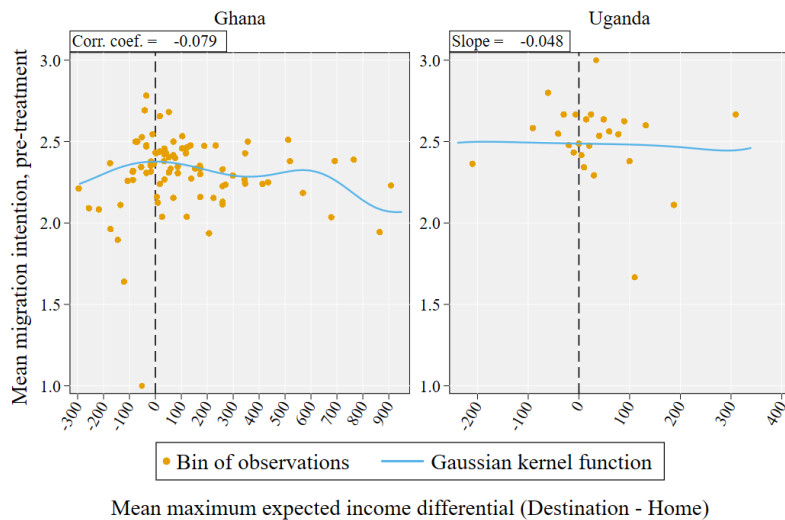 Ghana
Uganda
Corr. coef. = -0.079
Slope = -0.048
Mean migration intention, pre-treatment
3.0
2.5
2.0
1.5
1.0
3.0
2.5
2.0
1.5
1.0
-300 -200 -100 0 100 200 300 400 500 600 700 800 900
-200 -100 0 100 200 300 400
Bin of observations Gaussian kernel function
Mean maximum expected income differential (Destination - Home)